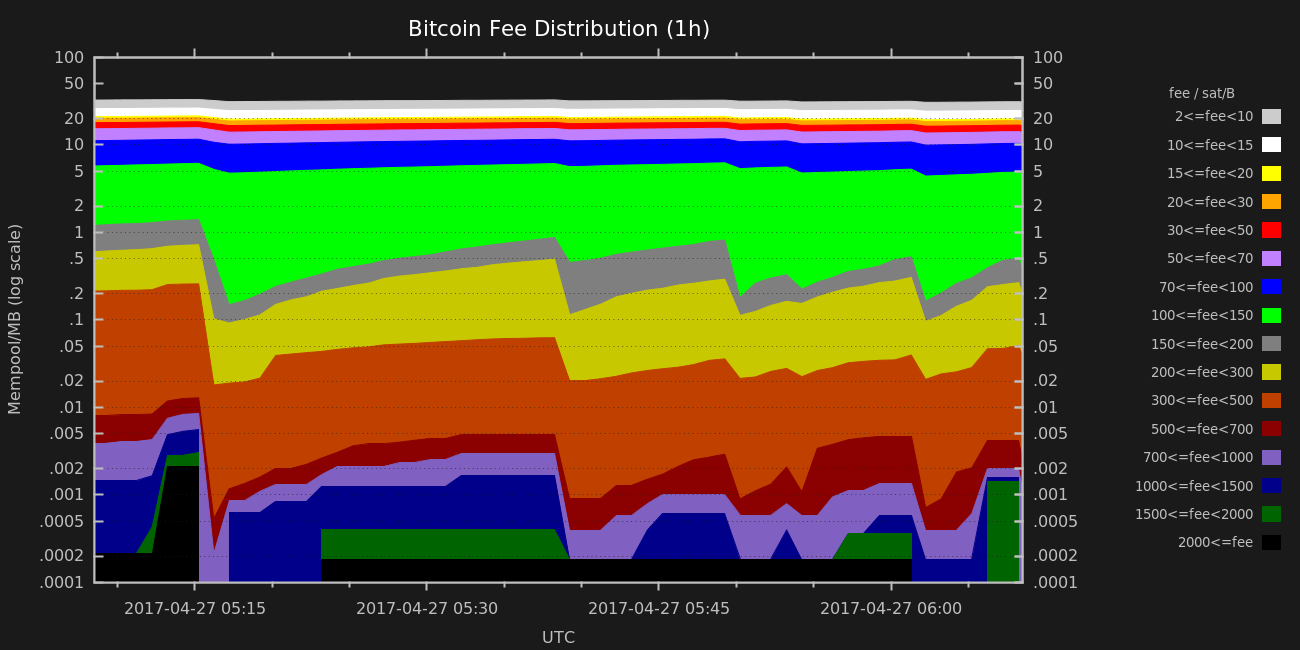 Bitcoin Fee Distribution (1h)
Mempool/MB (log scale)
100
50
20
10
5
2
1
.5
.2
.1
.05
.02
.01
.005
.002
.001
.0005
.0002
.0001
100
50
20
10
5
2
1
.5
.2
.1
.05
.02
.01
.005
.002
.001
.0005
.0002
.0001
2017-04-27 05:15
2017-04-27 05:30
2017-04-27 05:45
2017-04-27 06:00
UTC
fee / sat/B
2<=fee<10
10<=fee<15
15<=fee<20
20<=fee<30
30<=fee<50
50<=fee<70
70<=fee<100
100<=fee<150
150<=fee<200
200<=fee<300
300<=fee<500
500<=fee<700
700<=fee<1000
1000<=fee<1500
1500<=fee<2000
2000<=fee